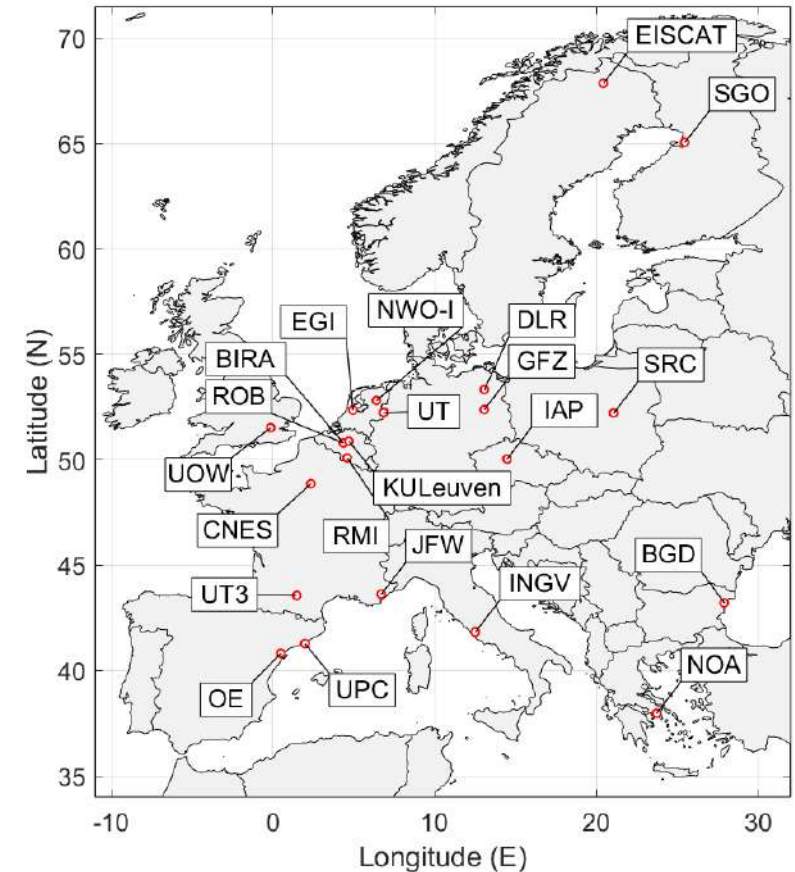 70
65
60
55
50
45
40
35
-10
0
10
20
30
Latitude (N)
Longitude (E)
EISCAT
SGO
NWO-I
EGI
DLR
BIRA
GFZ
SRC
ROB
UT
IAP
UOW
KULeuven
CNES
RMI
JFW
BGD
UT3
INGV
NOA
OE
UPC